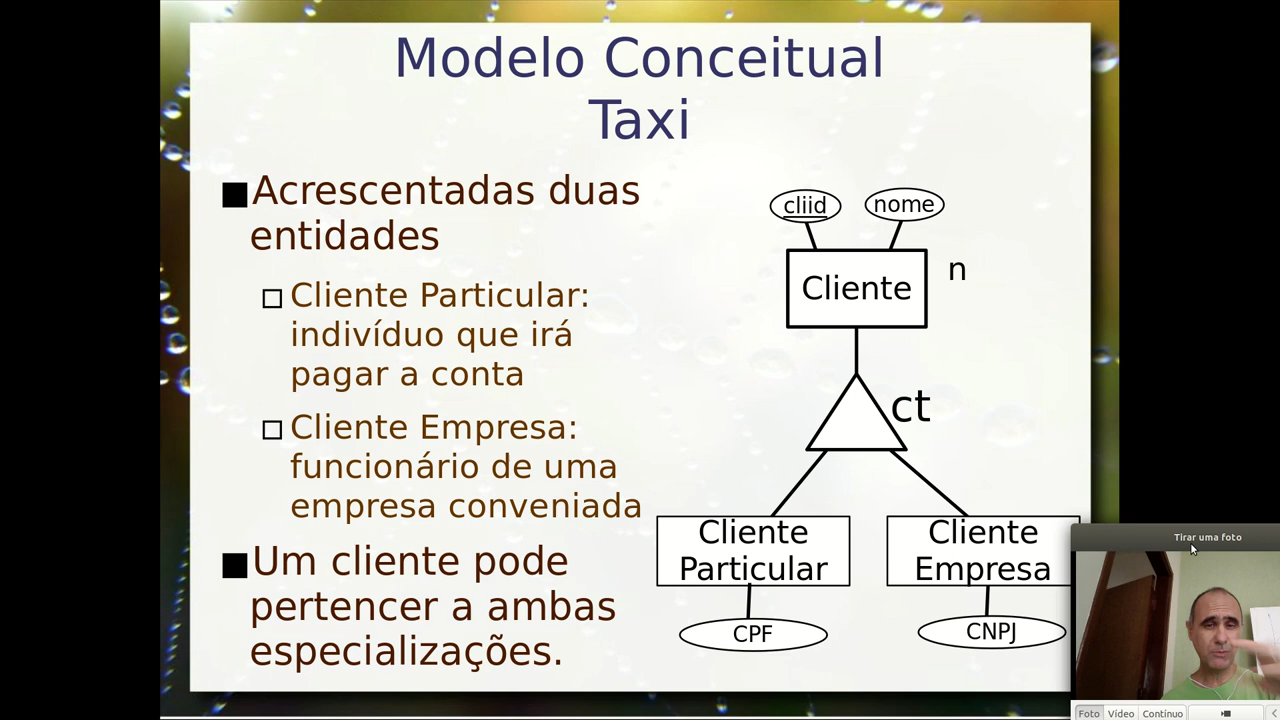 Modelo Conceitual
Taxi
Acrescentadas duas
entidades
Cliente Particular:
indivíduo que irá
pagar a conta
Cliente Empresa:
funcionário de uma
empresa conveniada
Um cliente pode
pertencer a ambas
especializações.
cliid
nome
Cliente
n
ct
Cliente
Particular
Cliente
Empresa
CPF
CNPJ
Tirar uma foto
Foto
Vídeo
Contínuo